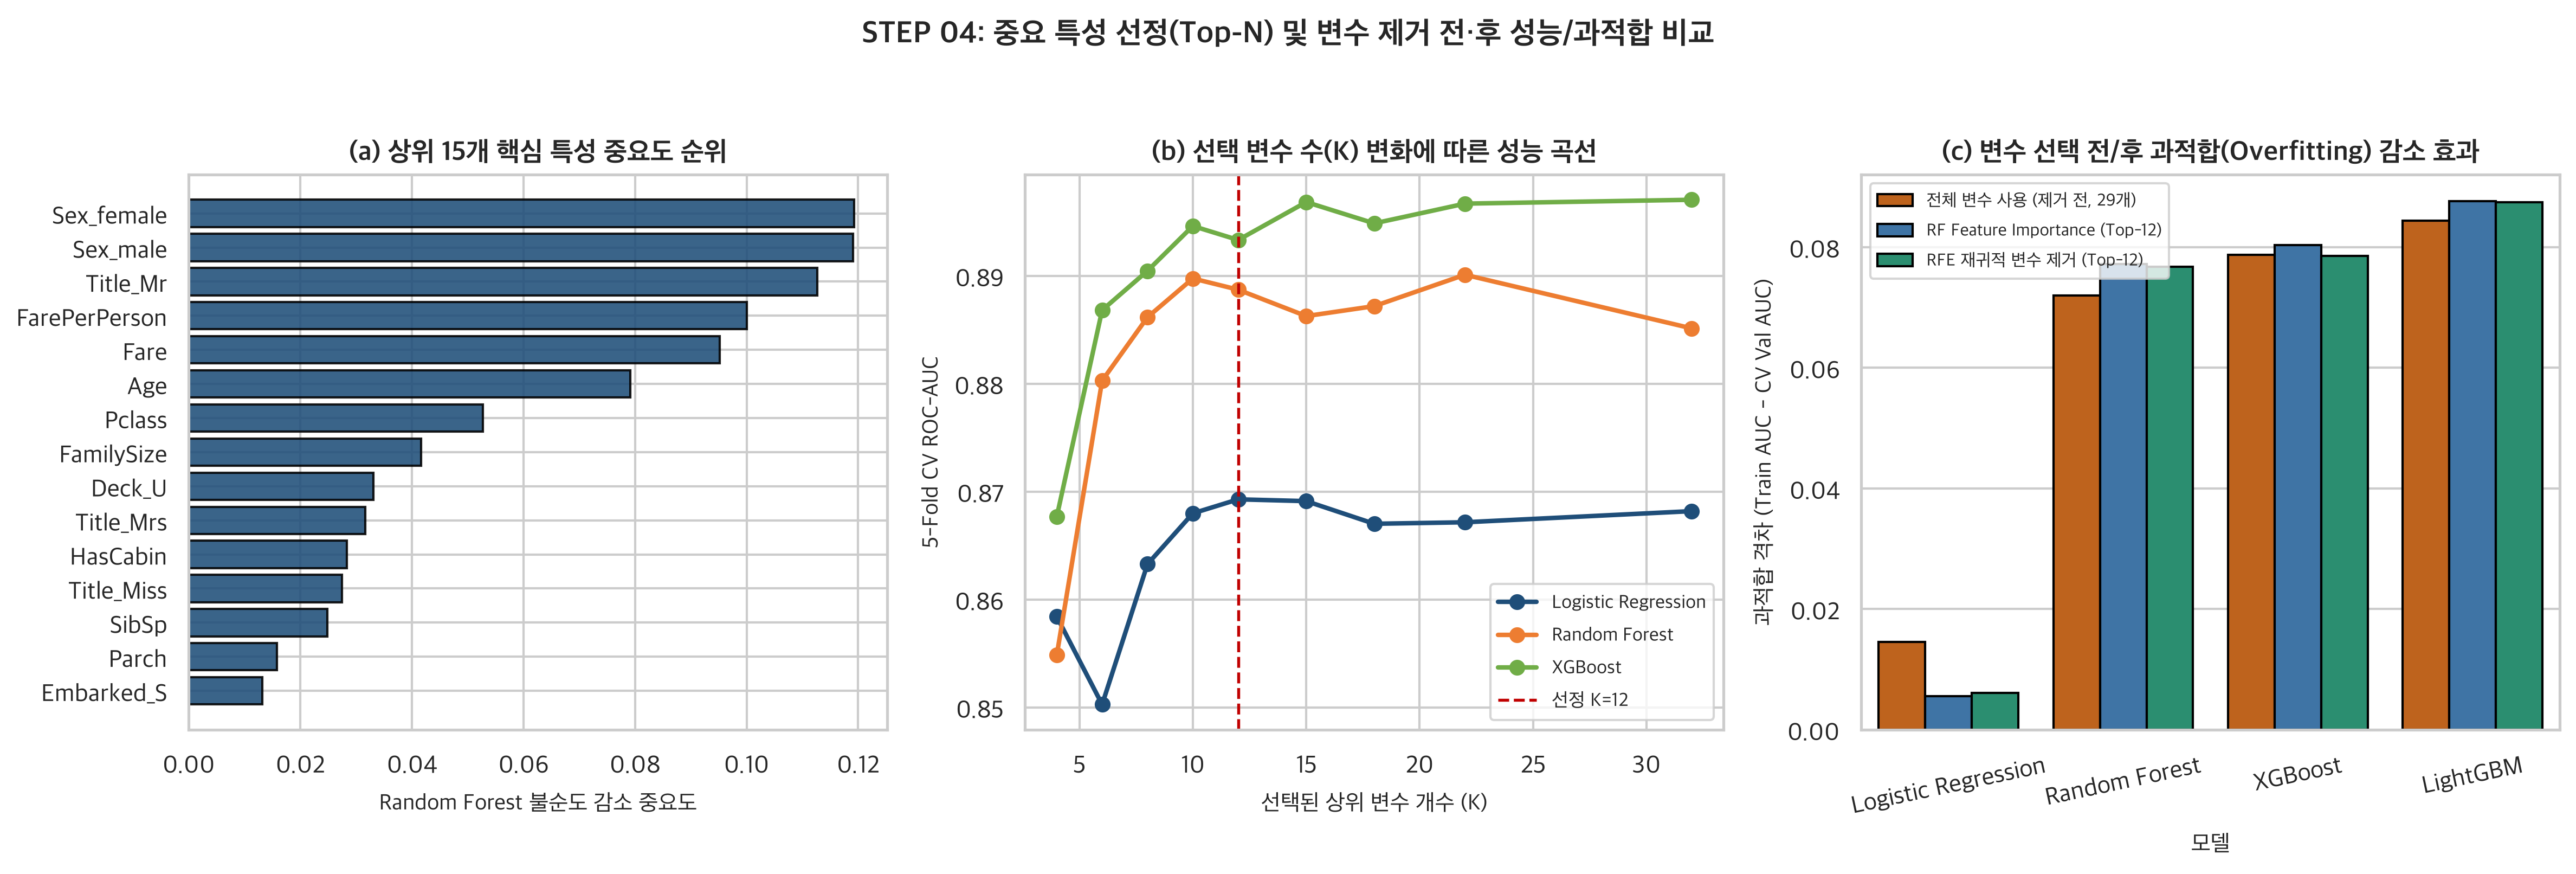 STEP 04: 중요 특성 선정(Top-N) 및 변수 제거 전·후 성능/과적합 비교
(a) 상위 15개 핵심 특성 중요도 순위
Sex_female
Sex_male
Title_Mr
FarePerPerson
Fare
Age
Pclass
FamilySize
Deck_U
Title_Mrs
HasCabin
Title_Miss
SibSp
Parch
Embarked_S
0.00 0.02 0.04 0.06 0.08 0.10 0.12
Random Forest 불순도 감소 중요도
(b) 선택 변수 수(K) 변화에 따른 성능 곡선
5-Fold CV ROC-AUC
0.89
0.88
0.87
0.86
0.85
Logistic Regression
Random Forest
XGBoost
선정 K=12
5 10 15 20 25 30
선택된 상위 변수 개수 (K)
(c) 변수 선택 전/후 과적합(Overfitting) 감소 효과
과적합 격차 (Train AUC - CV Val AUC)
전체 변수 사용 (제거 전, 29개)
RF Feature Importance (Top-12)
RFE 재귀적 변수 제거 (Top-12)
0.08
0.06
0.04
0.02
0.00
Logistic Regression Random Forest XGBoost LightGBM
모델